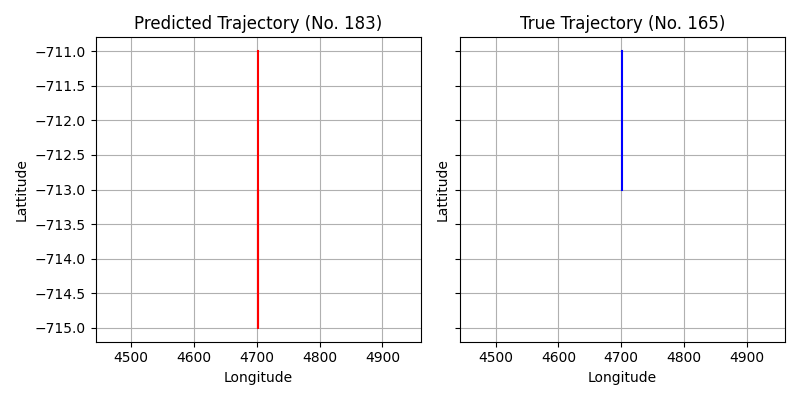 Predicted Trajectory (No. 183)
True Trajectory (No. 165)
−711.0
−711.5
−712.0
−712.5
−713.0
−713.5
−714.0
−714.5
−715.0
Lattitude
Lattitude
4500 4600 4700 4800 4900
4500 4600 4700 4800 4900
Longitude
Longitude